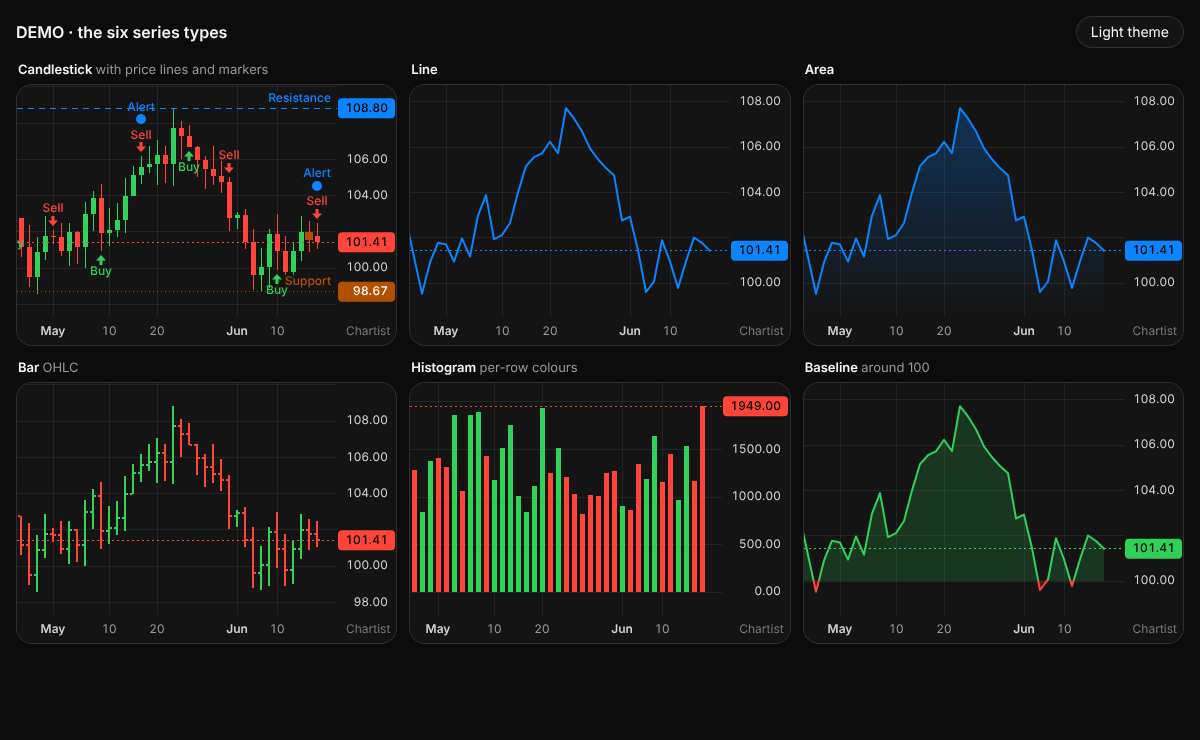 DEMO · the six series types
Light theme
Candlestick with price lines and markers
Resistance
108.80
Alert
Sell
Buy
Sell
Alert
Sell
Sell
Buy
Buy
Support
106.00
104.00
101.41
100.00
98.67
May 10 20 Jun 10 Chartist
Line
108.00
106.00
104.00
101.41
100.00
May 10 20 Jun 10 Chartist
Area
108.00
106.00
104.00
101.41
100.00
May 10 20 Jun 10 Chartist
Bar OHLC
108.00
106.00
104.00
101.41
100.00
98.00
May 10 20 Jun 10 Chartist
Histogram per-row colours
1949.00
1500.00
1000.00
500.00
0.00
May 10 20 Jun 10 Chartist
Baseline around 100
108.00
106.00
104.00
101.41
100.00
May 10 20 Jun 10 Chartist